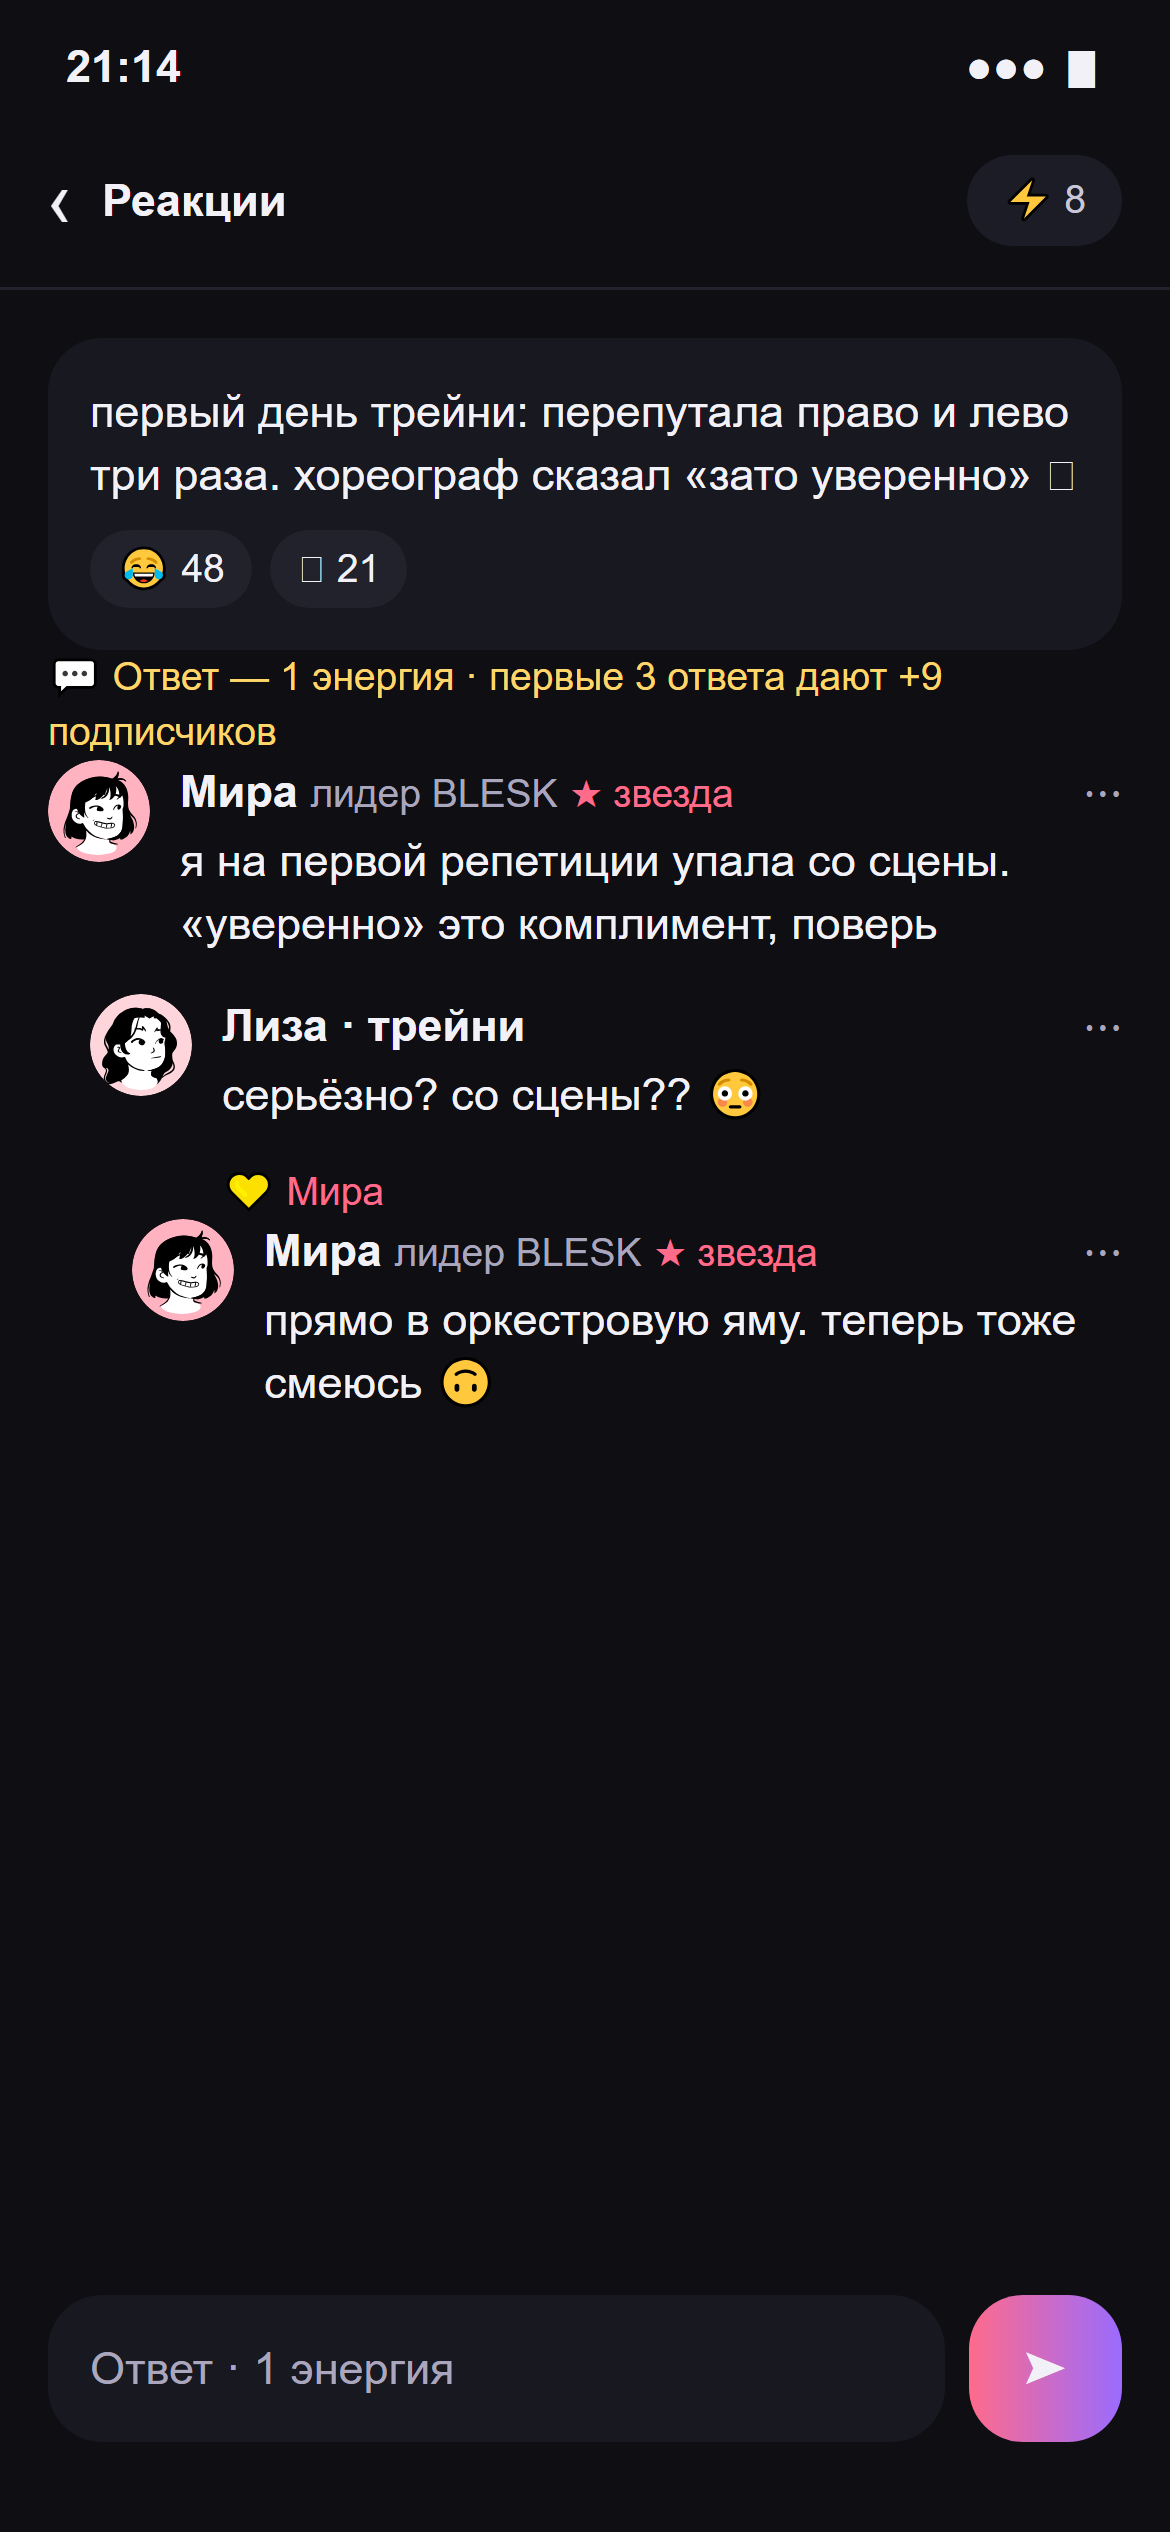 21:14
Реакции
⚡ 8
первый день трейни: перепутала право и лево
три раза. хореограф сказал «зато уверенно» □
😂 48 □ 21
💬 Ответ — 1 энергия · первые 3 ответа дают +9
подписчиков
Мира лидер BLESK ★ звезда ···
я на первой репетиции упала со сцены.
«уверенно» это комплимент, поверь
Лиза · трейни ···
серьёзно? со сцены?? 😳
💛 Мира
Мира лидер BLESK ★ звезда ···
прямо в оркестровую яму. теперь тоже
смеюсь 🙃
Ответ · 1 энергия